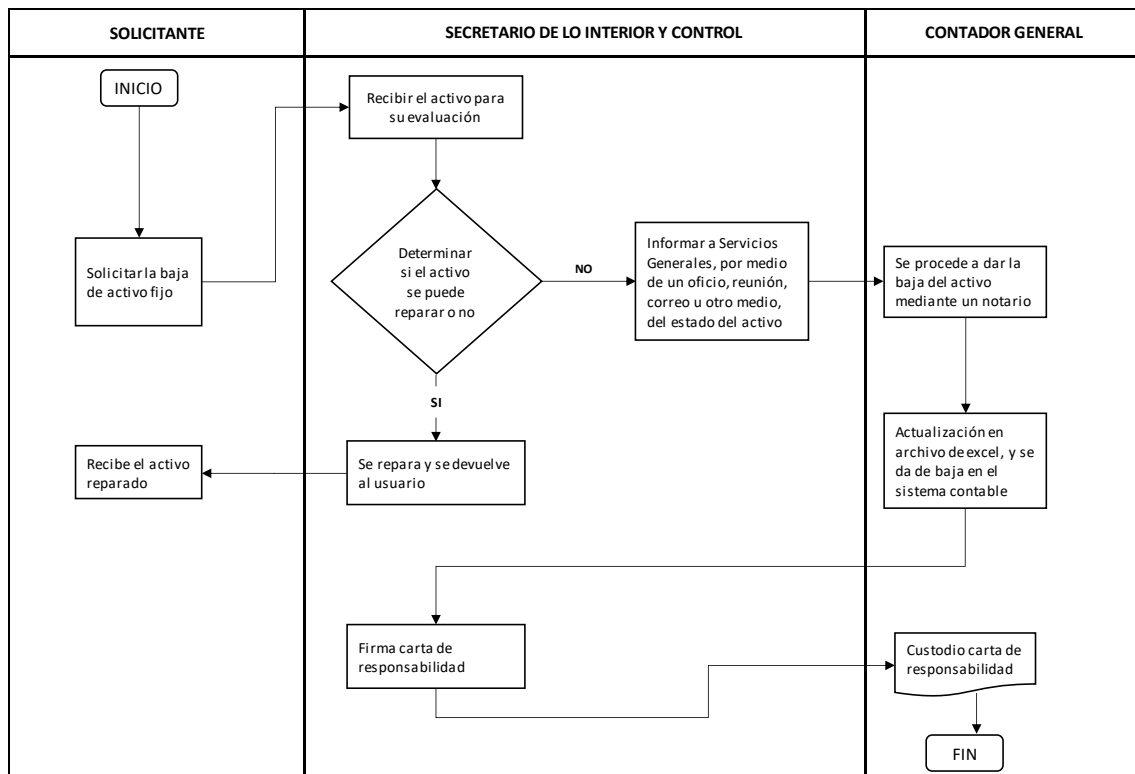 SOLICITANTE
SECRETARIO DE LO INTERIOR Y CONTROL
CONTADOR GENERAL
INICIO
Recibir el activo para
su evaluación
Solicitar la baja
de activo fijo
Determinar
si el activo
se puede
reparar o no
NO
Informar a Servicios
Generales, por medio
de un oficio, reunión,
correo u otro medio,
del estado del activo
Se procede a dar la
baja del activo
mediante un notario
SI
Recibe el activo
reparado
Se repara y se devuelve
al usuario
Actualización en
archivo de excel, y se
da de baja en el
sistema contable
Firma carta de
responsabilidad
Custodio carta de
responsabilidad
FIN